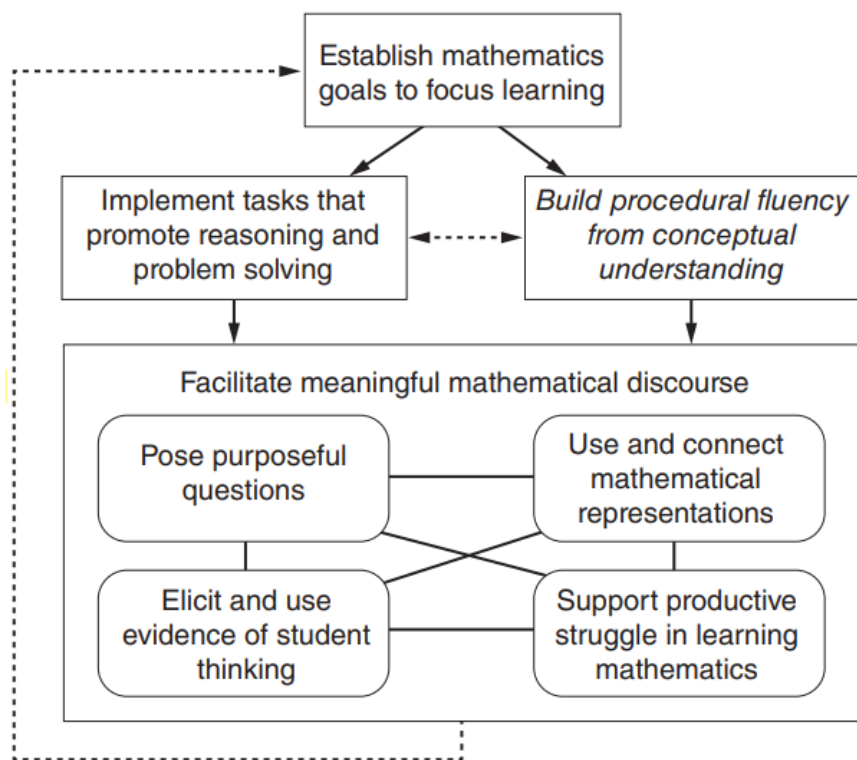 Establish mathematics
goals to focus learning
Implement tasks that
promote reasoning and
problem solving
Build procedural fluency
from conceptual
understanding
Facilitate meaningful mathematical discourse
Pose purposeful
questions
Use and connect
mathematical
representations
Elicit and use
evidence of student
thinking
Support productive
struggle in learning
mathematics